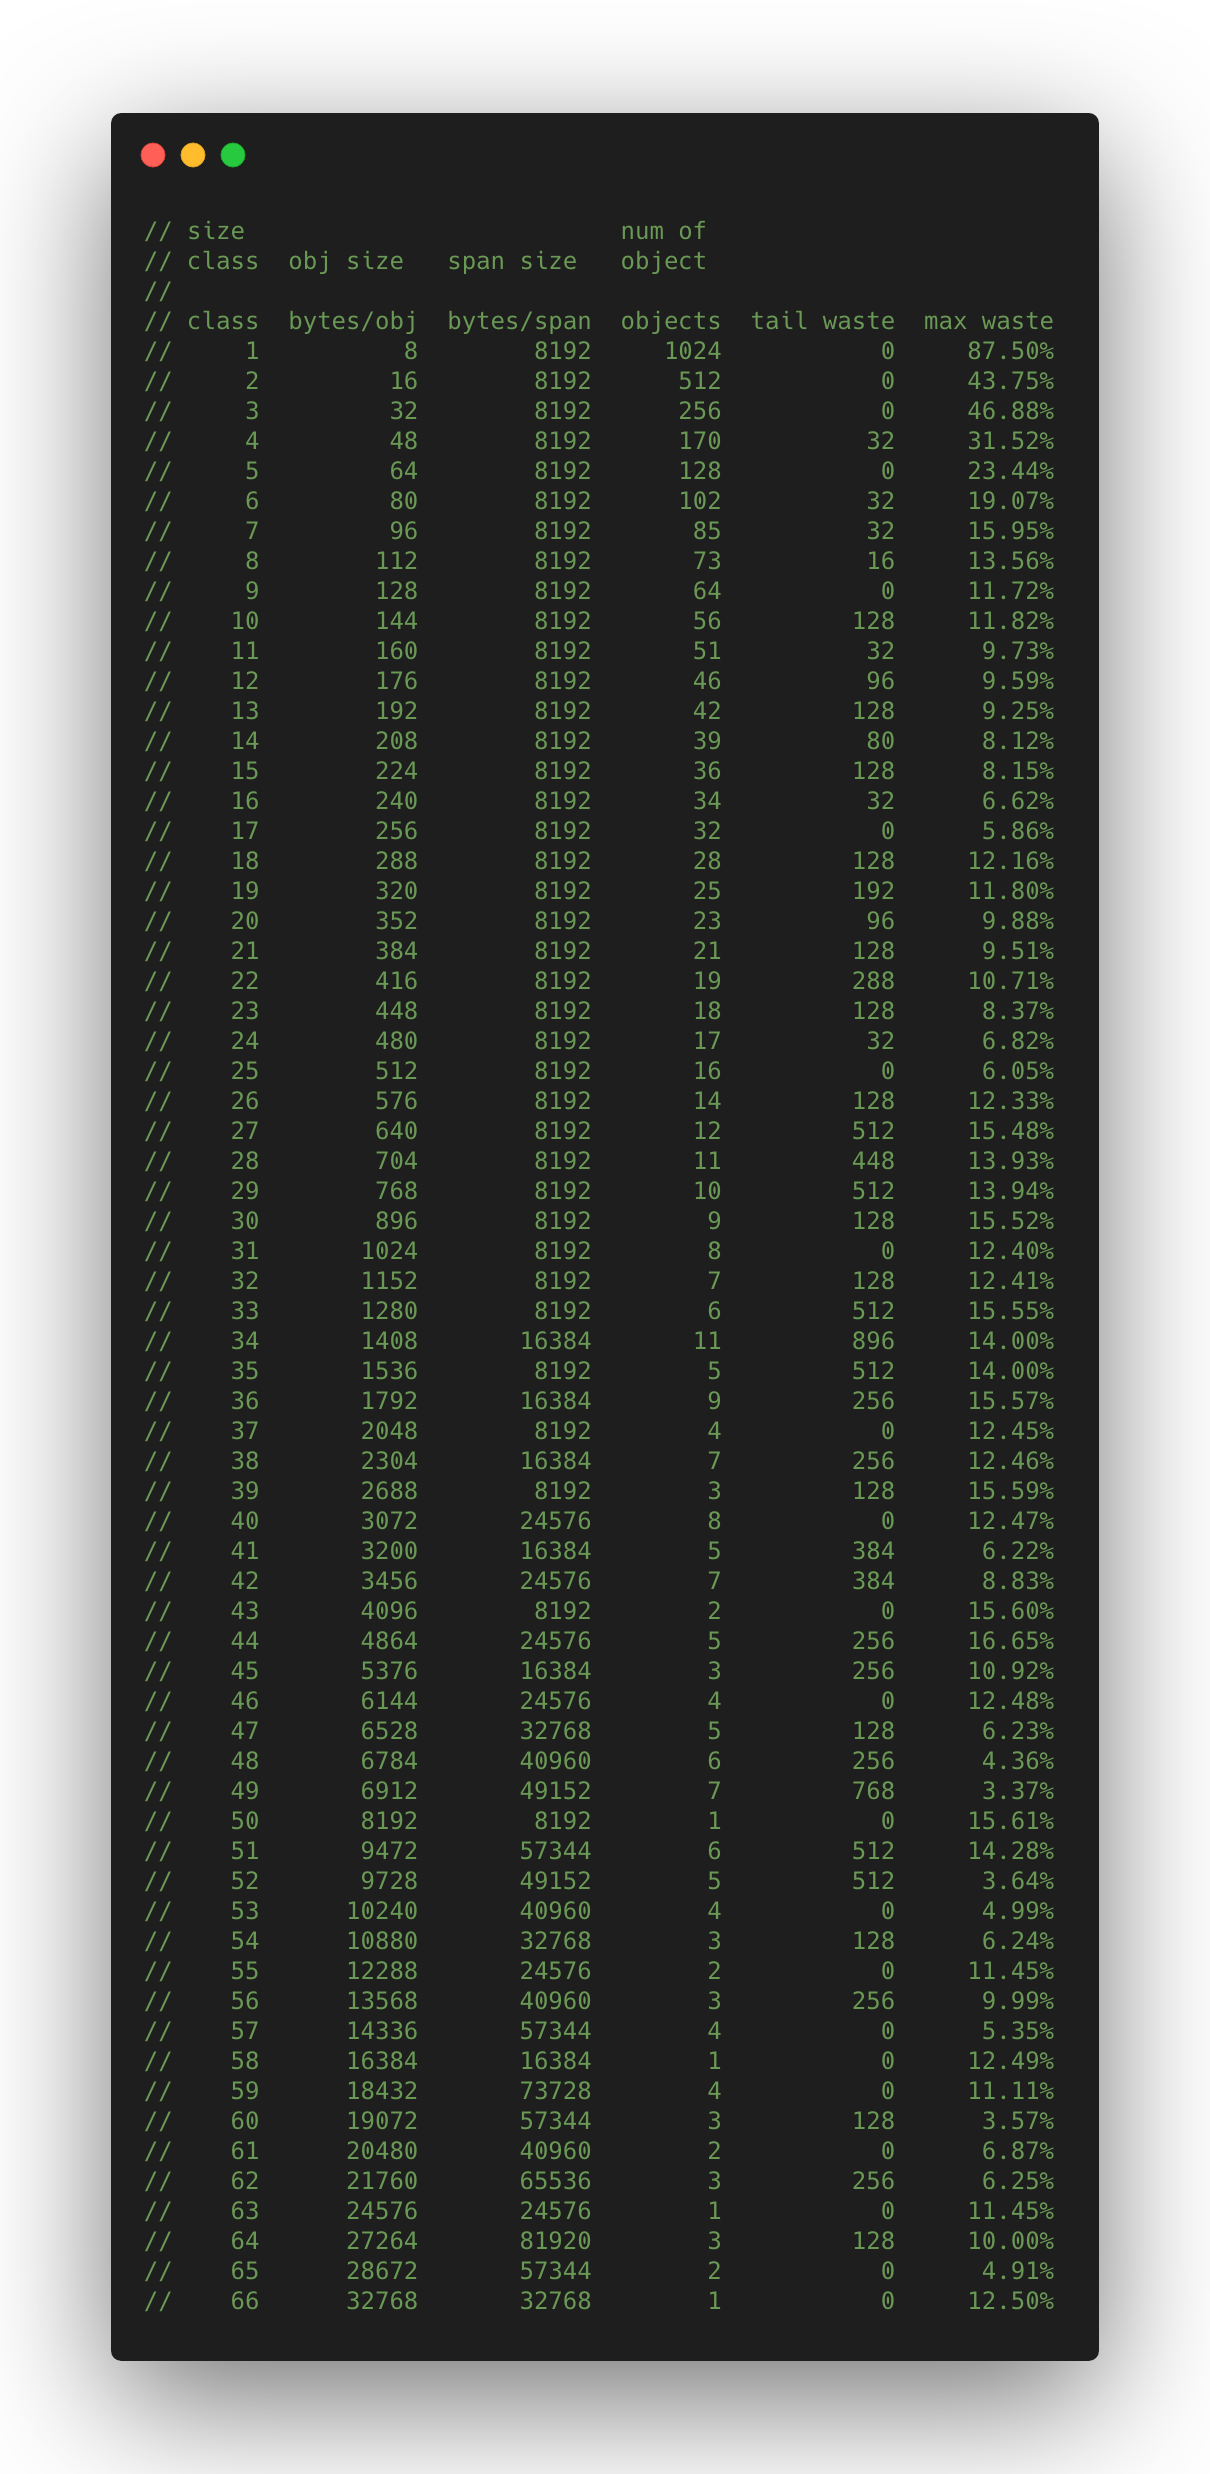 // size                          num of
// class  obj size   span size   object
//
// class  bytes/obj  bytes/span  objects  tail waste  max waste
//     1          8        8192     1024           0     87.50%
//     2         16        8192      512           0     43.75%
//     3         32        8192      256           0     46.88%
//     4         48        8192      170          32     31.52%
//     5         64        8192      128           0     23.44%
//     6         80        8192      102          32     19.07%
//     7         96        8192       85          32     15.95%
//     8        112        8192       73          16     13.56%
//     9        128        8192       64           0     11.72%
//    10        144        8192       56         128     11.82%
//    11        160        8192       51          32      9.73%
//    12        176        8192       46          96      9.59%
//    13        192        8192       42         128      9.25%
//    14        208        8192       39          80      8.12%
//    15        224        8192       36         128      8.15%
//    16        240        8192       34          32      6.62%
//    17        256        8192       32           0      5.86%
//    18        288        8192       28         128     12.16%
//    19        320        8192       25         192     11.80%
//    20        352        8192       23          96      9.88%
//    21        384        8192       21         128      9.51%
//    22        416        8192       19         288     10.71%
//    23        448        8192       18         128      8.37%
//    24        480        8192       17          32      6.82%
//    25        512        8192       16           0      6.05%
//    26        576        8192       14         128     12.33%
//    27        640        8192       12         512     15.48%
//    28        704        8192       11         448     13.93%
//    29        768        8192       10         512     13.94%
//    30        896        8192        9         128     15.52%
//    31       1024        8192        8           0     12.40%
//    32       1152        8192        7         128     12.41%
//    33       1280        8192        6         512     15.55%
//    34       1408       16384       11         896     14.00%
//    35       1536        8192        5         512     14.00%
//    36       1792       16384        9         256     15.57%
//    37       2048        8192        4           0     12.45%
//    38       2304       16384        7         256     12.46%
//    39       2688        8192        3         128     15.59%
//    40       3072       24576        8           0     12.47%
//    41       3200       16384        5         384      6.22%
//    42       3456       24576        7         384      8.83%
//    43       4096        8192        2           0     15.60%
//    44       4864       24576        5         256     16.65%
//    45       5376       16384        3         256     10.92%
//    46       6144       24576        4           0     12.48%
//    47       6528       32768        5         128      6.23%
//    48       6784       40960        6         256      4.36%
//    49       6912       49152        7         768      3.37%
//    50       8192        8192        1           0     15.61%
//    51       9472       57344        6         512     14.28%
//    52       9728       49152        5         512      3.64%
//    53      10240       40960        4           0      4.99%
//    54      10880       32768        3         128      6.24%
//    55      12288       24576        2           0     11.45%
//    56      13568       40960        3         256      9.99%
//    57      14336       57344        4           0      5.35%
//    58      16384       16384        1           0     12.49%
//    59      18432       73728        4           0     11.11%
//    60      19072       57344        3         128      3.57%
//    61      20480       40960        2           0      6.87%
//    62      21760       65536        3         256      6.25%
//    63      24576       24576        1           0     11.45%
//    64      27264       81920        3         128     10.00%
//    65      28672       57344        2           0      4.91%
//    66      32768       32768        1           0     12.50%